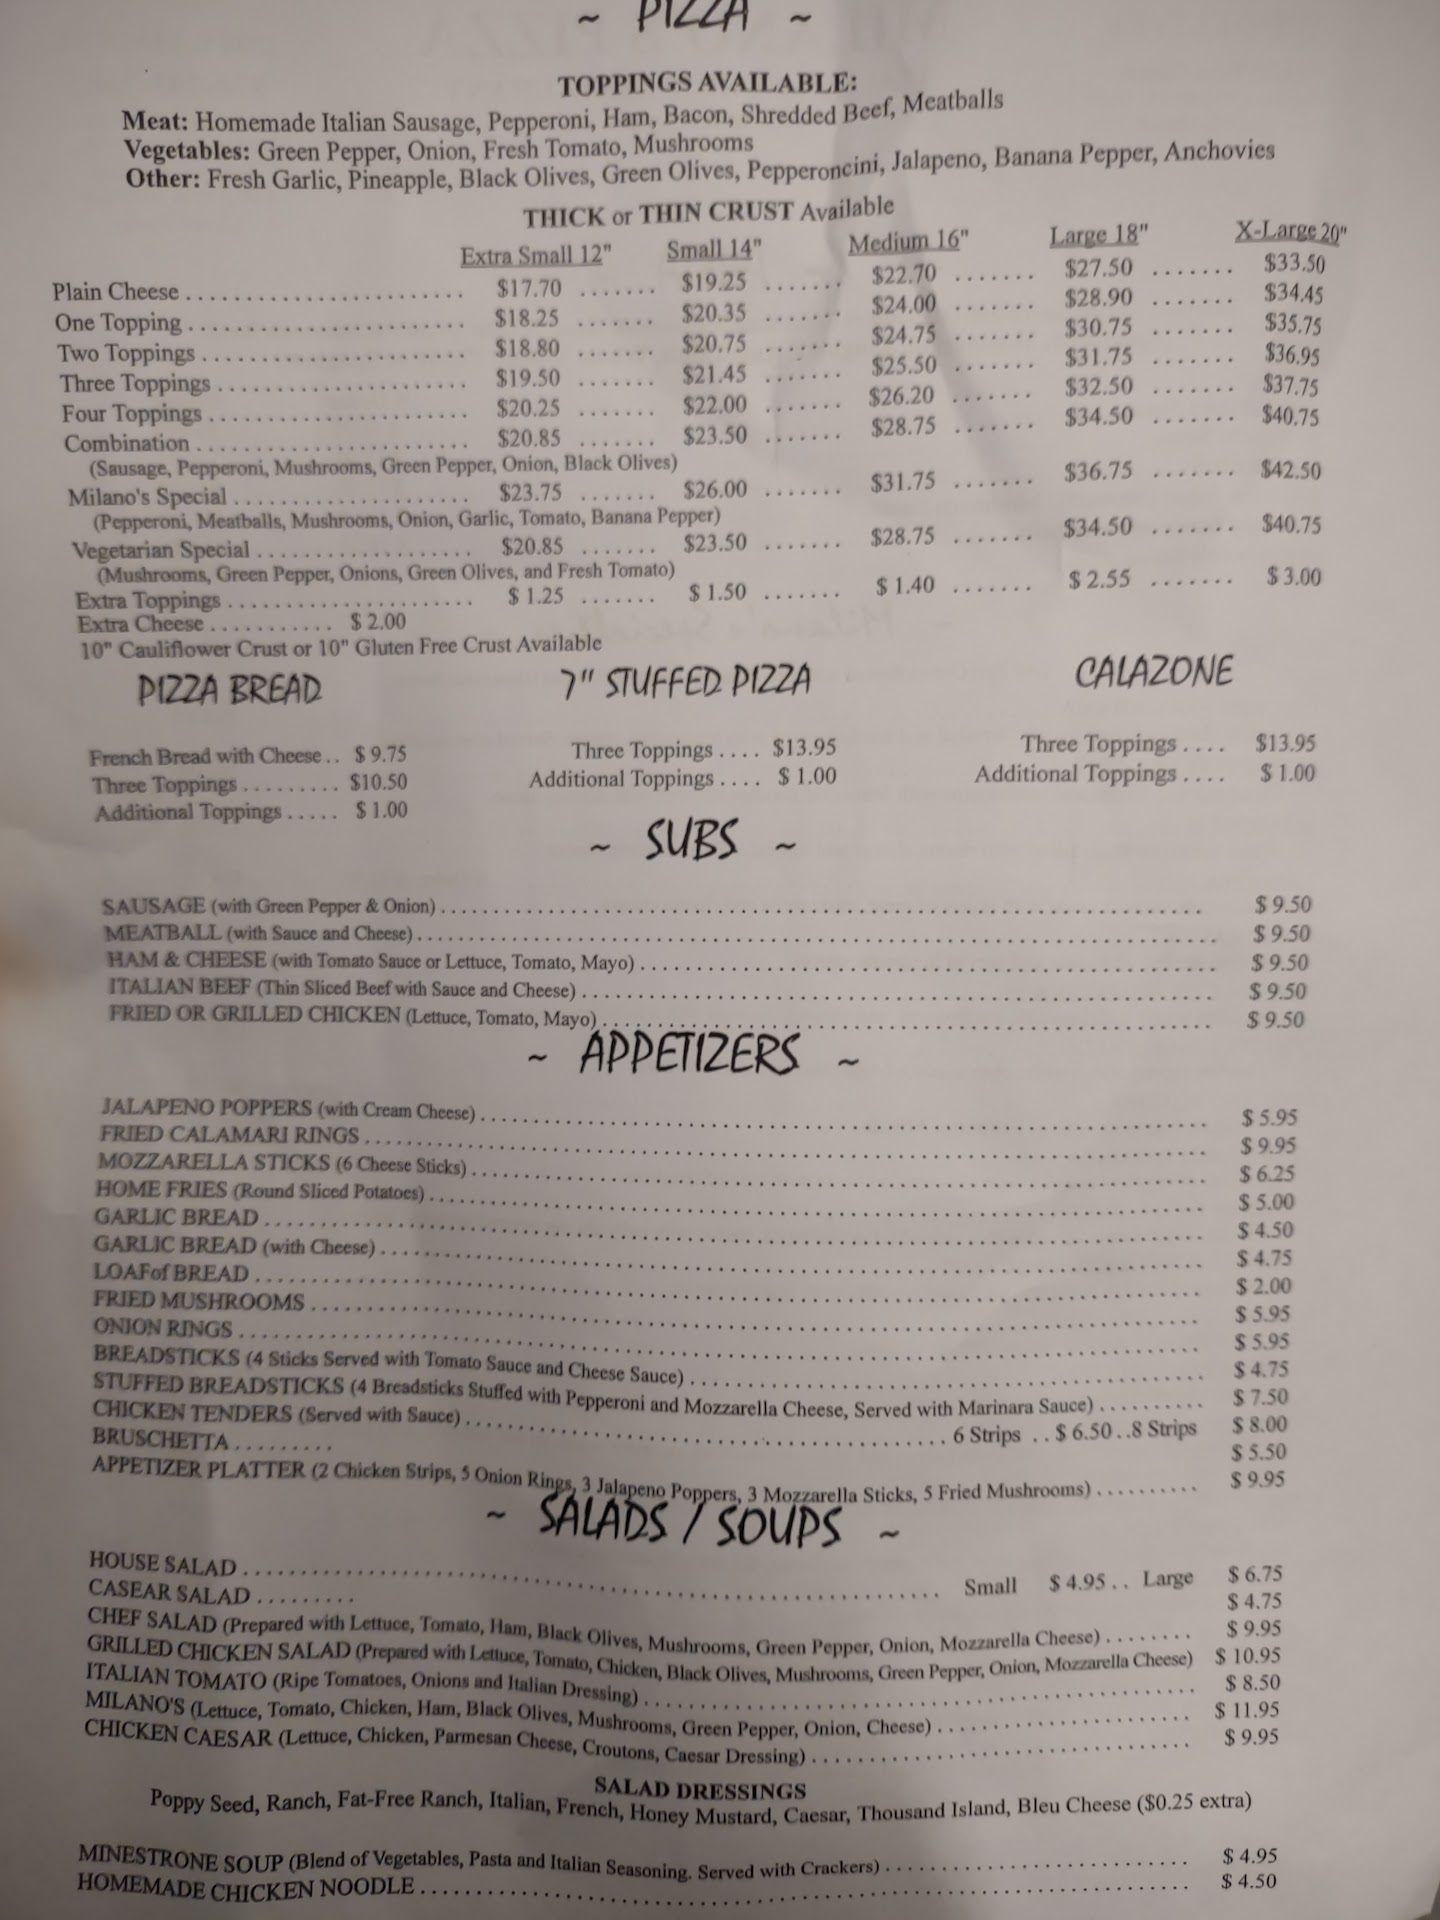 ~ PIZZA ~
TOPPINGS AVAILABLE:
Meat: Homemade Italian Sausage, Pepperoni, Ham, Bacon, Shredded Beef, Meatballs
Vegetables: Green Pepper, Onion, Fresh Tomato, Mushrooms
Other: Fresh Garlic, Pineapple, Black Olives, Green Olives, Pepperoncini, Jalapeno, Banana Pepper, Anchovies
THICK or THIN CRUST Available
Extra Small 12" Small 14" Medium 16" Large 18" X-Large 20"
Plain Cheese ........................ $17.70 ....... $19.25 ....... $22.70 ....... $27.50 ....... $33.50
One Topping ........................ $18.25 ....... $20.35 ....... $24.00 ....... $28.90 ....... $34.45
Two Toppings ....................... $18.80 ....... $20.75 ....... $24.75 ....... $30.75 ....... $35.75
Three Toppings ...................... $19.50 ....... $21.45 ....... $25.50 ....... $31.75 ....... $36.95
Four Toppings ....................... $20.25 ....... $22.00 ....... $26.20 ....... $32.50 ....... $37.75
Combination ........................ $20.85 ....... $23.50 ....... $28.75 ....... $34.50 ....... $40.75
(Sausage, Pepperoni, Mushrooms, Green Pepper, Onion, Black Olives)
Milano's Special .................... $23.75 ....... $26.00 ....... $31.75 ....... $36.75 ....... $42.50
(Pepperoni, Meatballs, Mushrooms, Onion, Garlic, Tomato, Banana Pepper)
Vegetarian Special ................... $20.85 ....... $23.50 ....... $28.75 ....... $34.50 ....... $40.75
(Mushrooms, Green Pepper, Onions, Green Olives, and Fresh Tomato)
Extra Toppings ..................... $ 1.25 ....... $ 1.50 ....... $ 1.40 ....... $ 2.55 ....... $ 3.00
Extra Cheese ........... $ 2.00
10" Cauliflower Crust or 10" Gluten Free Crust Available
PIZZA BREAD 7" STUFFED PIZZA CALAZONE
French Bread with Cheese .. $ 9.75 Three Toppings .... $13.95 Three Toppings .... $13.95
Three Toppings ......... $10.50 Additional Toppings .... $ 1.00 Additional Toppings .... $ 1.00
Additional Toppings ..... $ 1.00
~ SUBS ~
SAUSAGE (with Green Pepper & Onion) .......... $ 9.50
MEATBALL (with Sauce and Cheese) .......... $ 9.50
HAM & CHEESE (with Tomato Sauce or Lettuce, Tomato, Mayo) .......... $ 9.50
ITALIAN BEEF (Thin Sliced Beef with Sauce and Cheese) .......... $ 9.50
FRIED OR GRILLED CHICKEN (Lettuce, Tomato, Mayo) .......... $ 9.50
~ APPETIZERS ~
JALAPENO POPPERS (with Cream Cheese) .......... $ 5.95
FRIED CALAMARI RINGS .......... $ 9.95
MOZZARELLA STICKS (6 Cheese Sticks) .......... $ 6.25
HOME FRIES (Round Sliced Potatoes) .......... $ 5.00
GARLIC BREAD .......... $ 4.50
GARLIC BREAD (with Cheese) .......... $ 4.75
LOAF of BREAD .......... $ 2.00
FRIED MUSHROOMS .......... $ 5.95
ONION RINGS .......... $ 5.95
BREADSTICKS (4 Sticks Served with Tomato Sauce and Cheese Sauce) .......... $ 4.75
STUFFED BREADSTICKS (4 Breadsticks Stuffed with Pepperoni and Mozzarella Cheese, Served with Marinara Sauce) .......... $ 7.50
CHICKEN TENDERS (Served with Sauce) .......... 6 Strips .. $ 6.50 ..8 Strips $ 8.00
BRUSCHETTA ......... $ 5.50
APPETIZER PLATTER (2 Chicken Strips, 5 Onion Rings, 3 Jalapeno Poppers, 3 Mozzarella Sticks, 5 Fried Mushrooms) .......... $ 9.95
~ SALADS / SOUPS ~
HOUSE SALAD .......... Small $ 4.95 .. Large $ 6.75
CASEAR SALAD ......... $ 4.75
CHEF SALAD (Prepared with Lettuce, Tomato, Ham, Black Olives, Mushrooms, Green Pepper, Onion, Mozzarella Cheese) ........ $ 9.95
GRILLED CHICKEN SALAD (Prepared with Lettuce, Tomato, Chicken, Black Olives, Mushrooms, Green Pepper, Onion, Mozzarella Cheese) $ 10.95
ITALIAN TOMATO (Ripe Tomatoes, Onions and Italian Dressing) .......... $ 8.50
MILANO'S (Lettuce, Tomato, Chicken, Ham, Black Olives, Mushrooms, Green Pepper, Onion, Cheese) .......... $ 11.95
CHICKEN CAESAR (Lettuce, Chicken, Parmesan Cheese, Croutons, Caesar Dressing) .......... $ 9.95
SALAD DRESSINGS
Poppy Seed, Ranch, Fat-Free Ranch, Italian, French, Honey Mustard, Caesar, Thousand Island, Bleu Cheese ($0.25 extra)
MINESTRONE SOUP (Blend of Vegetables, Pasta and Italian Seasoning. Served with Crackers) .......... $ 4.95
HOMEMADE CHICKEN NOODLE .......... $ 4.50